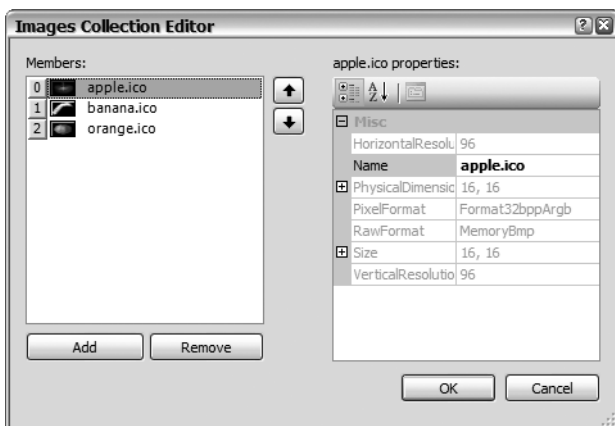 Images Collection Editor
Members:
0 apple.ico
1 banana.ico
2 orange.ico
Add Remove
apple.ico properties:
Misc
HorizontalResolu 96
Name apple.ico
PhysicalDimensio 16, 16
PixelFormat Format32bppArgb
RawFormat MemoryBmp
Size 16, 16
VerticalResolutio 96
OK Cancel